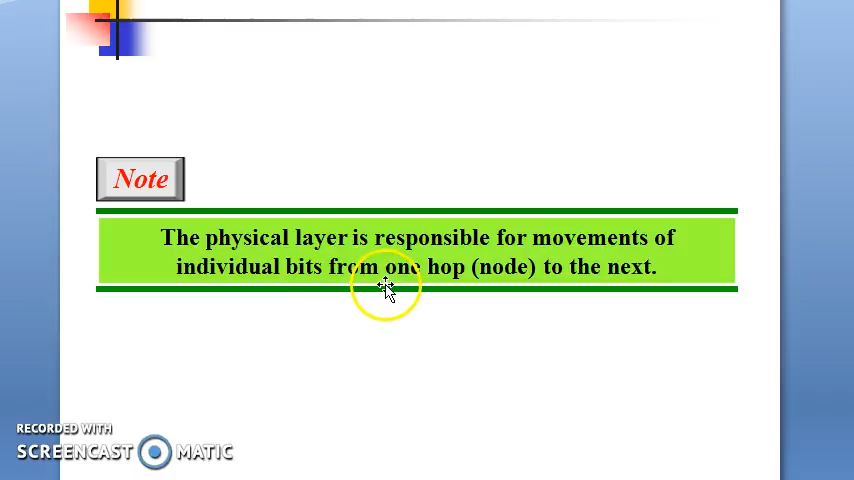 Note
The physical layer is responsible for movements of
individual bits from one hop (node) to the next.
RECORDED WITH
SCREENCAST MATIC